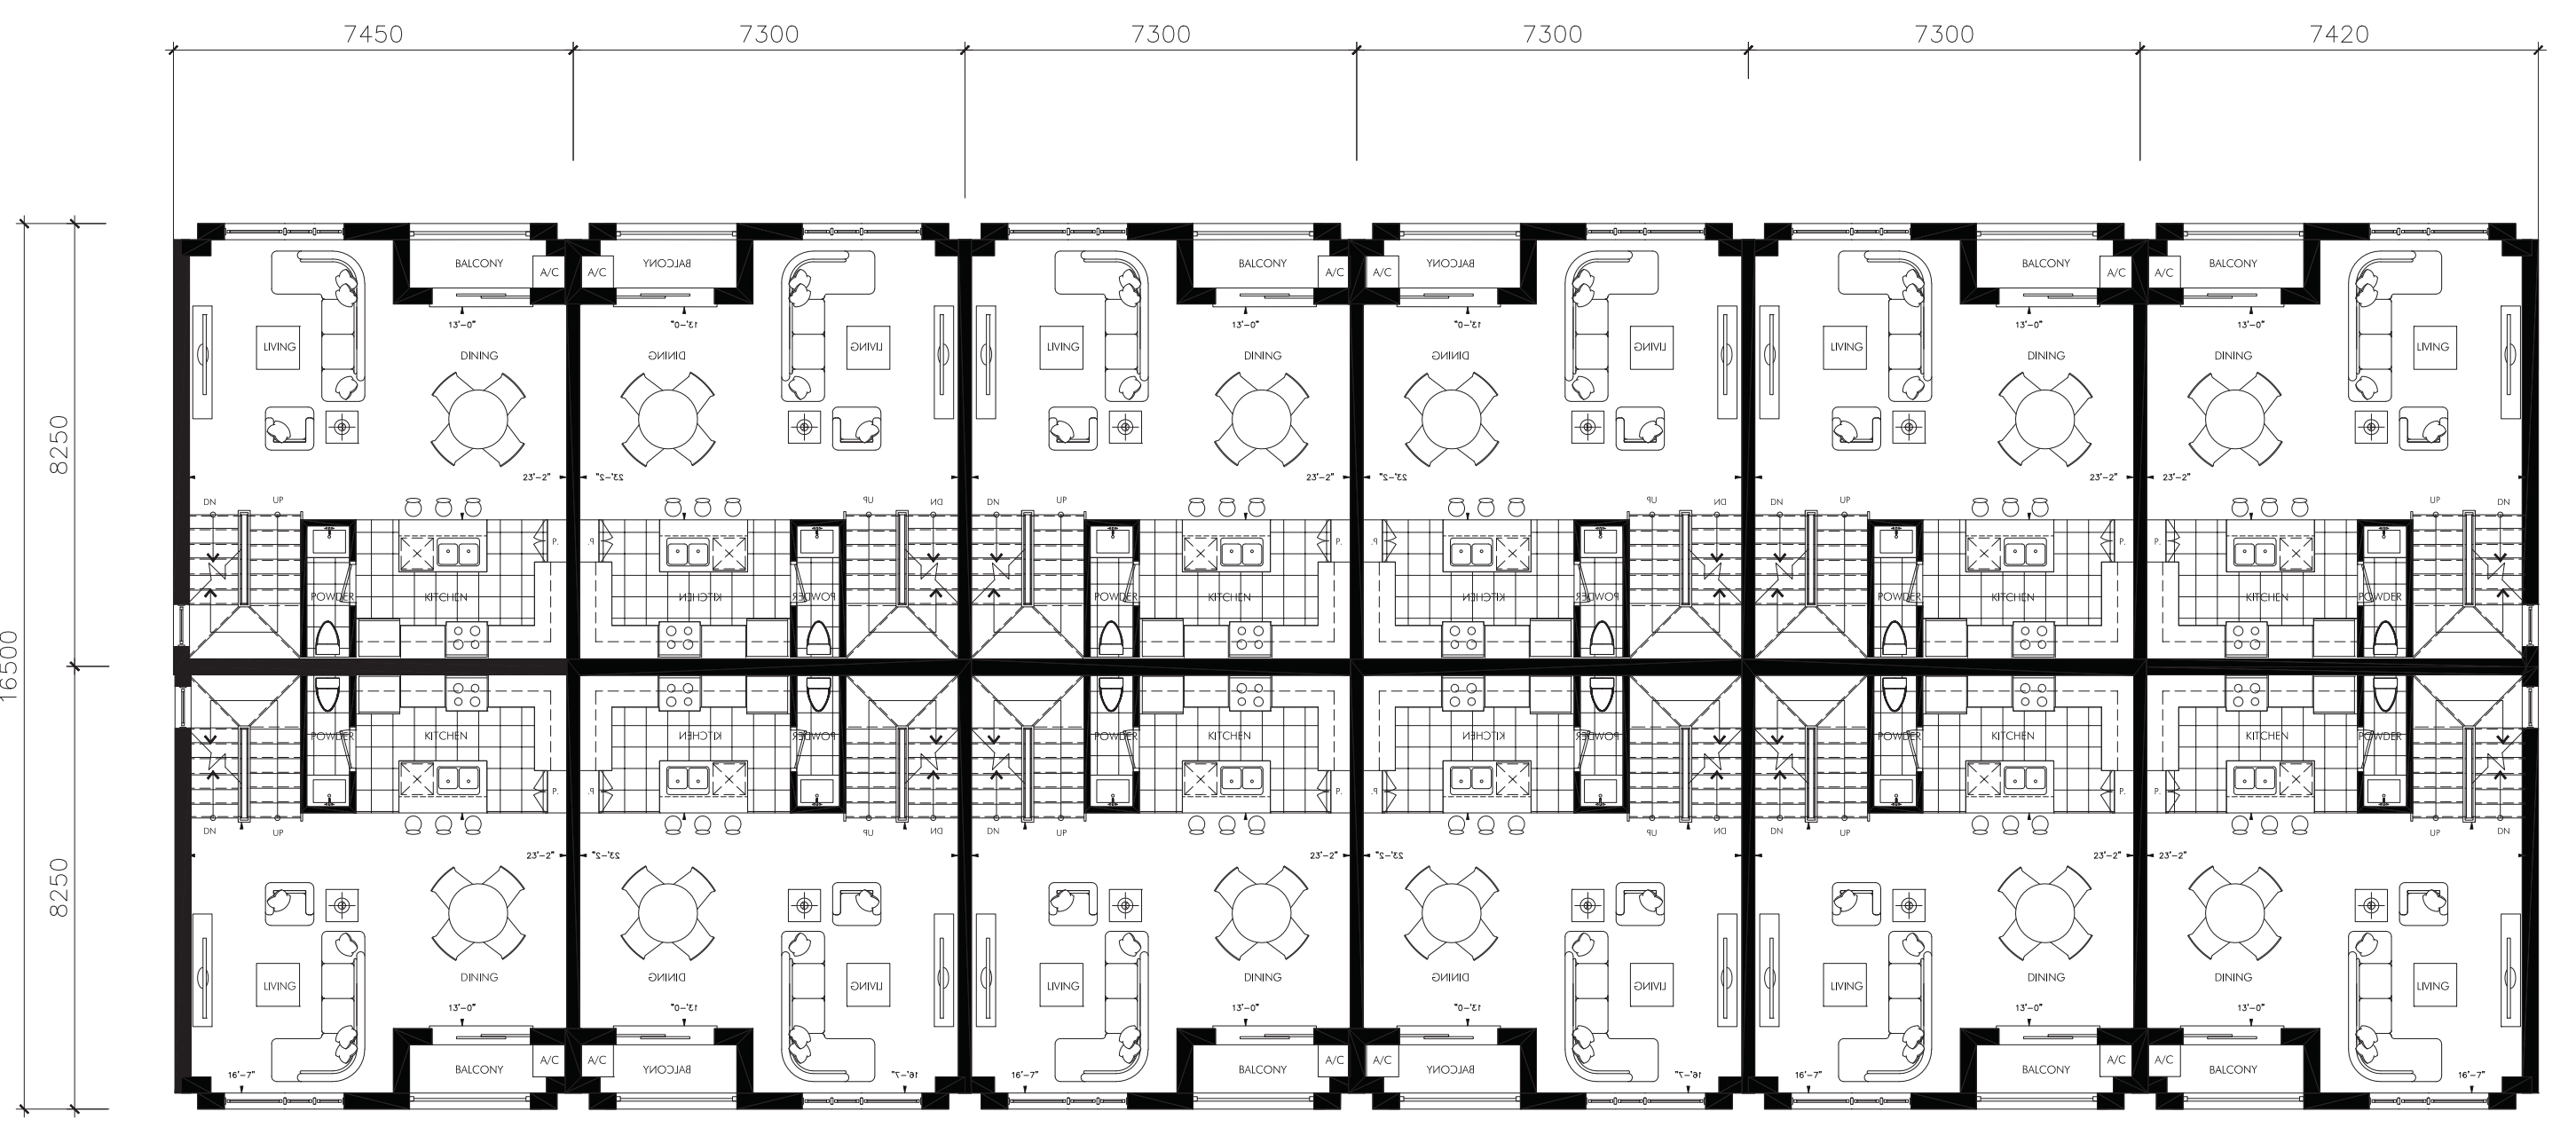 7450 7300 7300 7300 7300 7420
BALCONY A/C A/C BALCONY BALCONY A/C A/C BALCONY BALCONY A/C A/C BALCONY
13'-0" 13'-0" 13'-0" 13'-0" 13'-0" 13'-0"
LIVING DINING DINING LIVING LIVING DINING DINING LIVING LIVING DINING DINING LIVING
8250
23'-2" 23'-2" 23'-2" 23'-2" 23'-2" 23'-2"
DN UP UP DN DN UP UP DN DN UP UP DN
P. P. P. P. P. P.
POWDER KITCHEN KITCHEN POWDER POWDER KITCHEN KITCHEN POWDER POWDER KITCHEN KITCHEN POWDER
16500
POWDER KITCHEN KITCHEN POWDER POWDER KITCHEN KITCHEN POWDER POWDER KITCHEN KITCHEN POWDER
P. P. P. P. P. P.
DN UP UP DN DN UP UP DN DN UP UP DN
23'-2" 23'-2" 23'-2" 23'-2" 23'-2" 23'-2"
8250
DINING DINING DINING DINING DINING DINING
LIVING LIVING LIVING LIVING LIVING LIVING
13'-0" 13'-0" 13'-0" 13'-0" 13'-0" 13'-0"
A/C A/C A/C A/C A/C A/C
BALCONY BALCONY BALCONY BALCONY BALCONY BALCONY
16'-7" 16'-7" 16'-7" 16'-7" 16'-7" 16'-7"